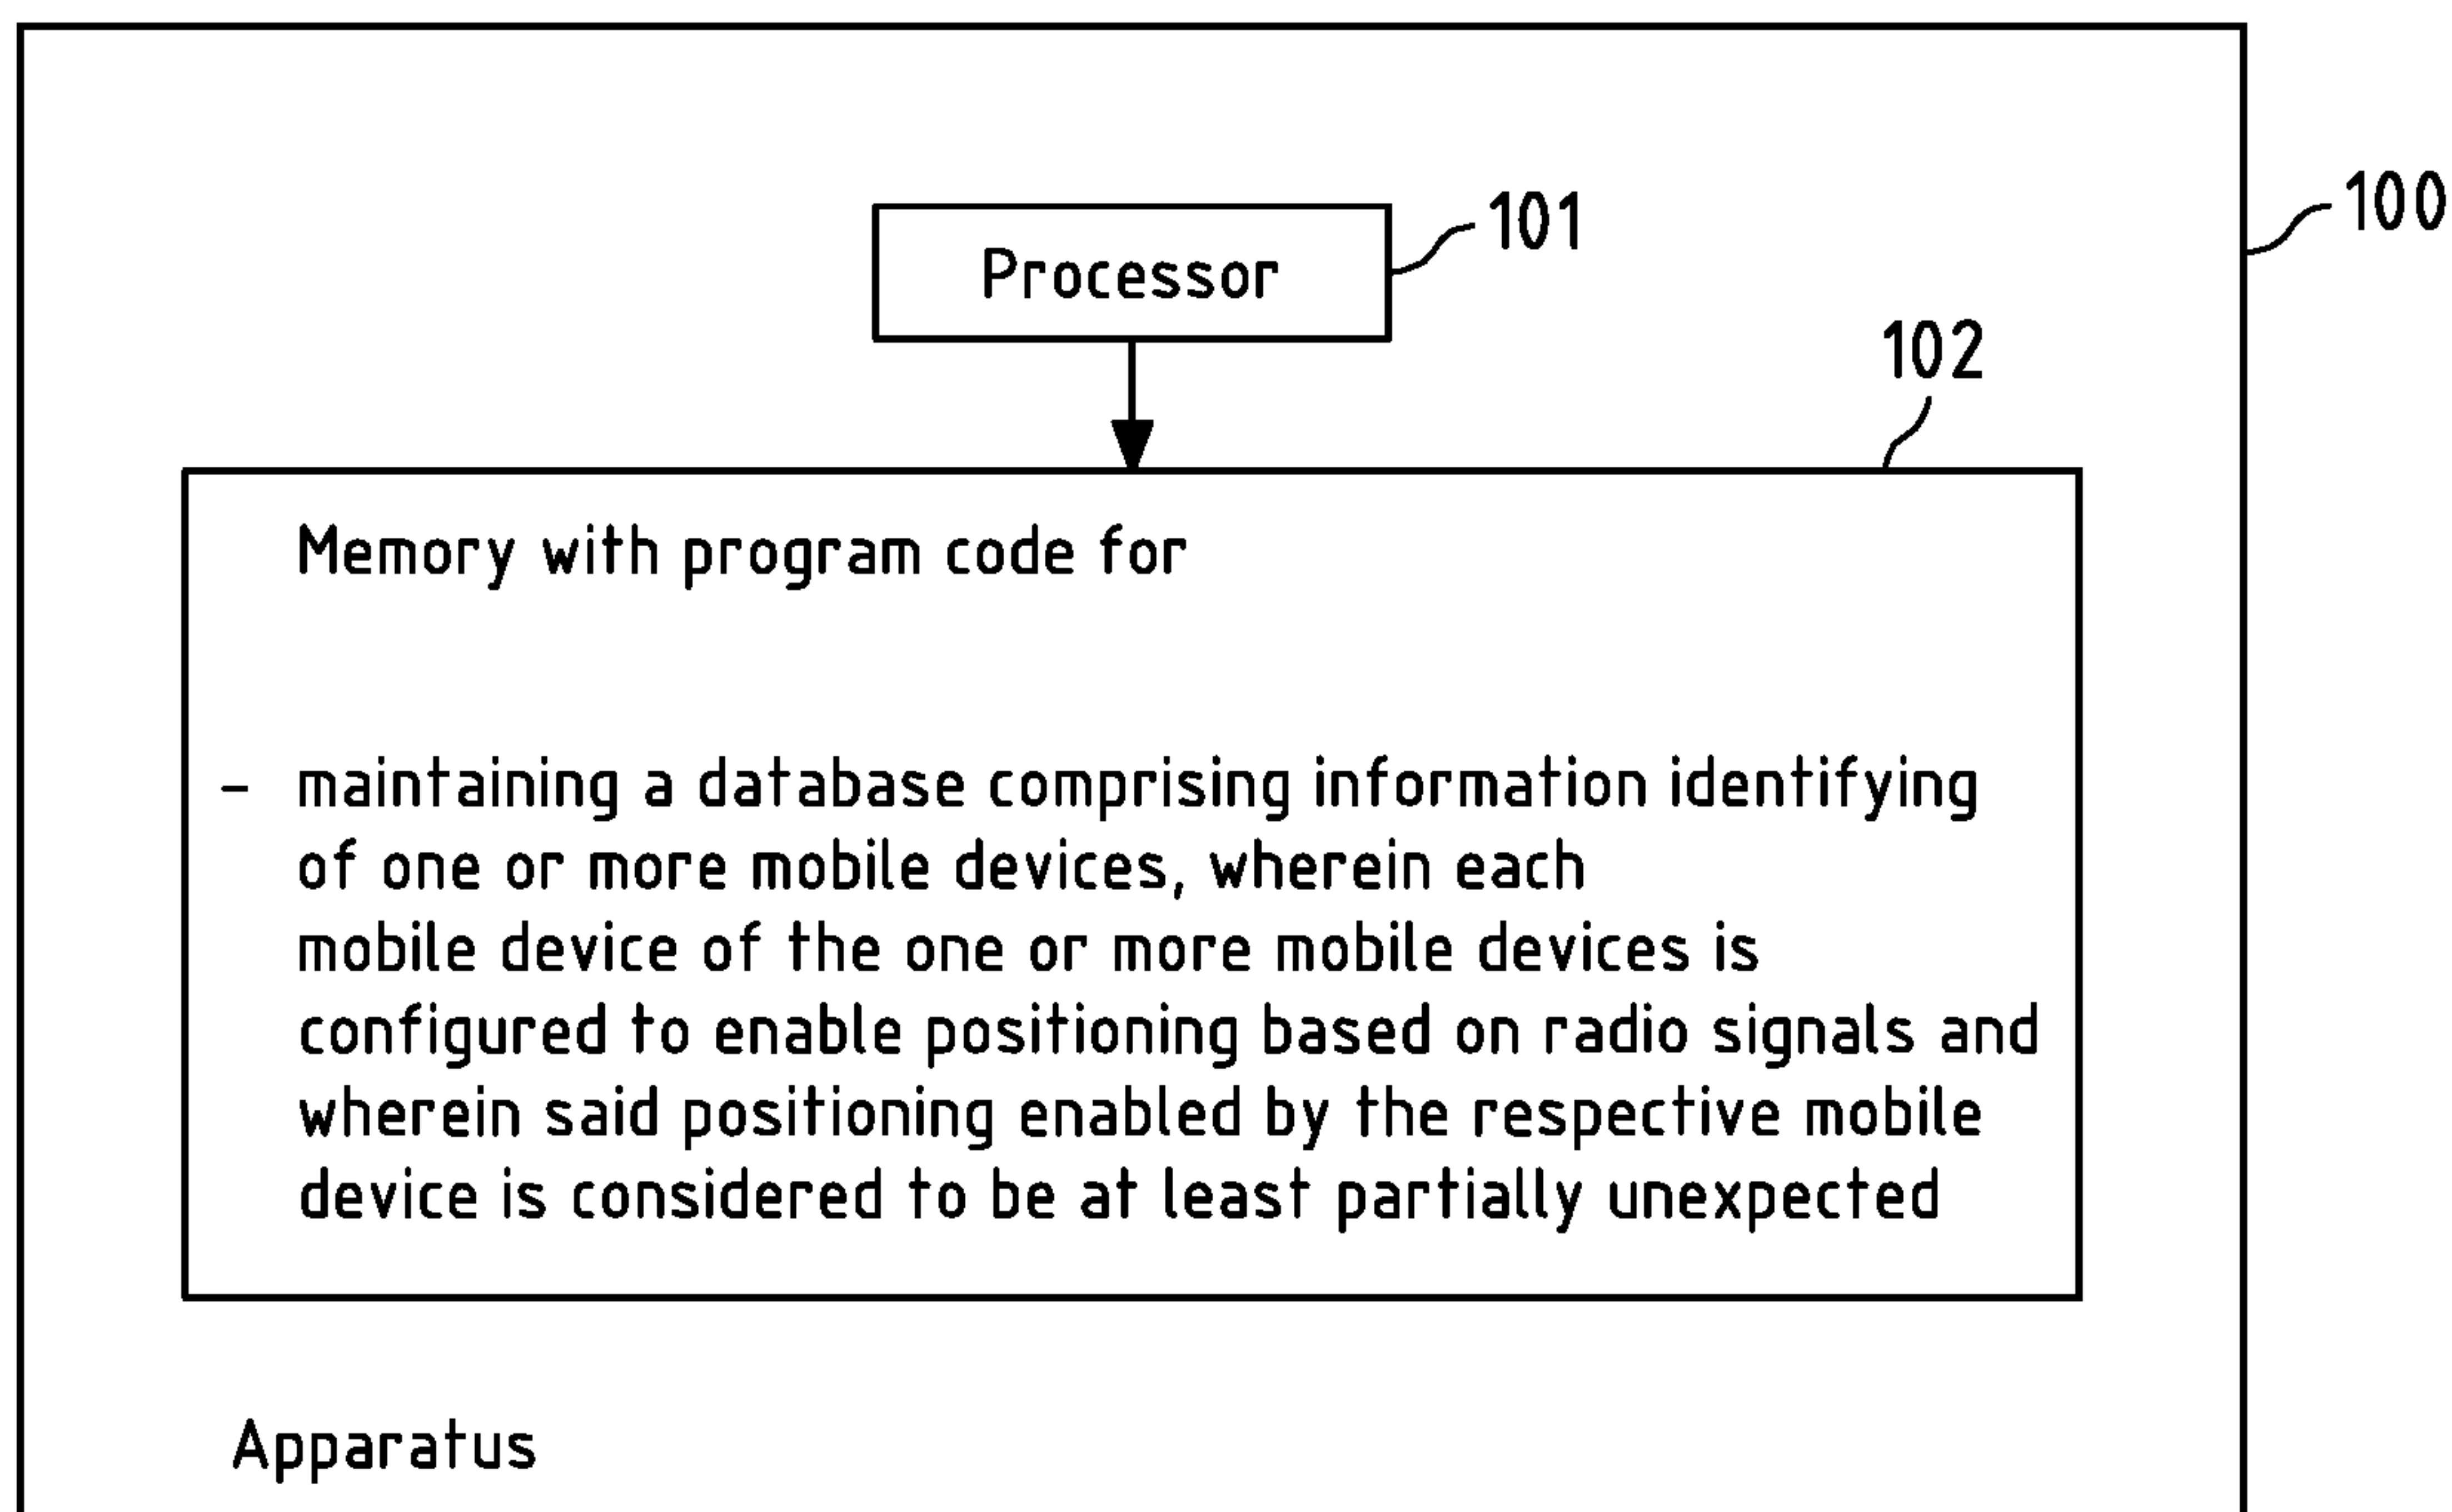 100
101
Processor
102
Memory with program code for
- maintaining a database comprising information identifying
of one or more mobile devices, wherein each
mobile device of the one or more mobile devices is
configured to enable positioning based on radio signals and
wherein said positioning enabled by the respective mobile
device is considered to be at least partially unexpected
Apparatus